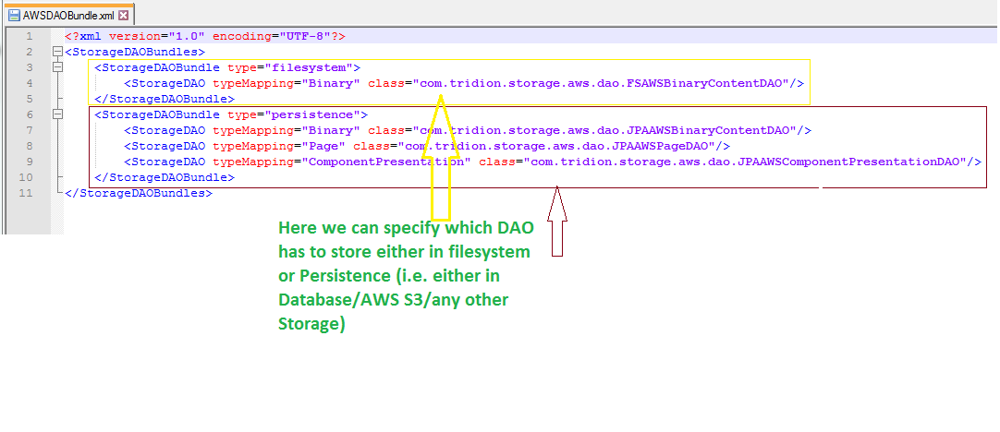 AWSDAOBundle.xml
1 <?xml version="1.0" encoding="UTF-8"?>
2 <StorageDAOBundles>
3 <StorageDAOBundle type="filesystem">
4 <StorageDAO typeMapping="Binary" class="com.tridion.storage.aws.dao.FSAWSBinaryContentDAO"/>
5 </StorageDAOBundle>
6 <StorageDAOBundle type="persistence">
7 <StorageDAO typeMapping="Binary" class="com.tridion.storage.aws.dao.JPAAWSBinaryContentDAO"/>
8 <StorageDAO typeMapping="Page" class="com.tridion.storage.aws.dao.JPAAWSPageDAO"/>
9 <StorageDAO typeMapping="ComponentPresentation" class="com.tridion.storage.aws.dao.JPAAWSComponentPresentationDAO"/>
10 </StorageDAOBundle>
11 </StorageDAOBundles>
Here we can specify which DAO
has to store either in filesystem
or Persistence (i.e. either in
Database/AWS S3/any other
Storage)